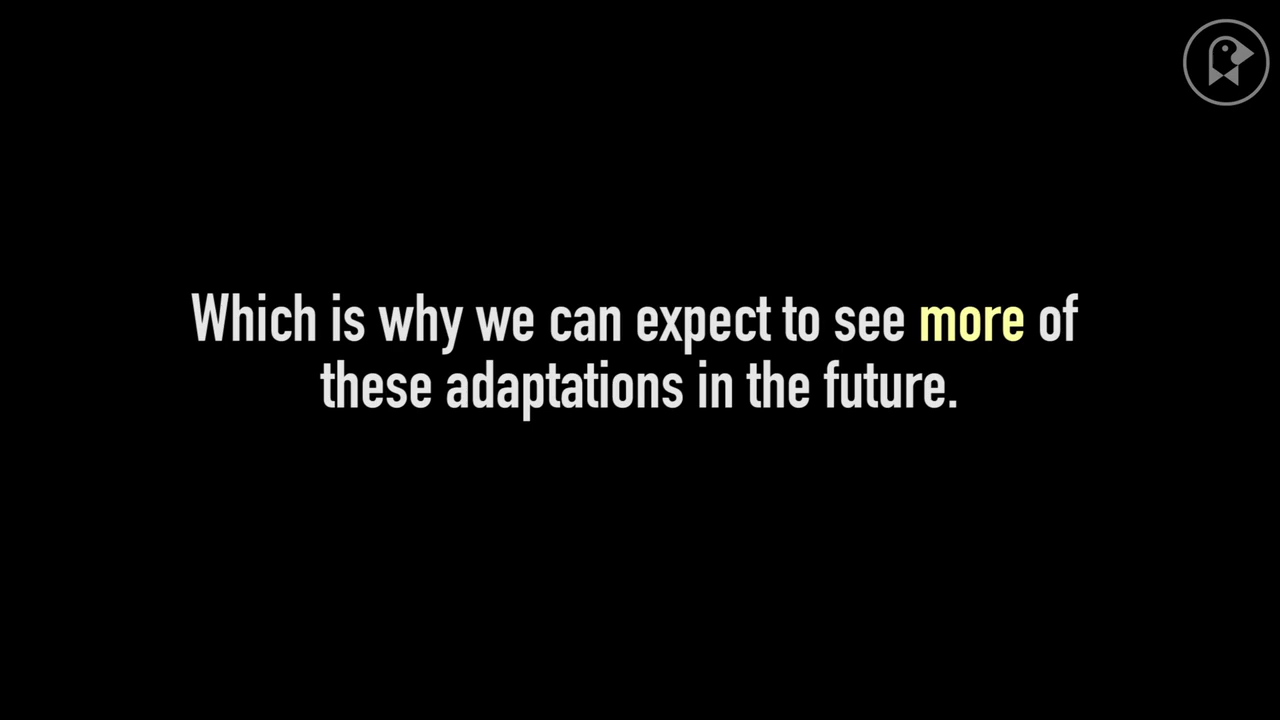 Which is why we can expect to see more of
these adaptations in the future.